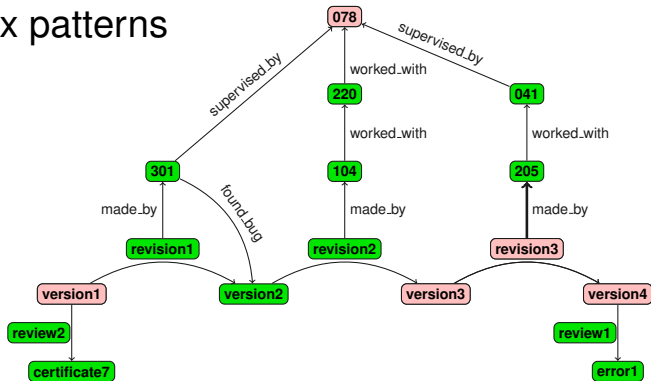 x patterns
078
supervised_by
worked_with
supervised_by
220
041
worked_with
worked_with
301
104
205
made_by
found_bug
made_by
made_by
revision1
revision2
revision3
version1
version2
version3
version4
review2
review1
certificate7
error1